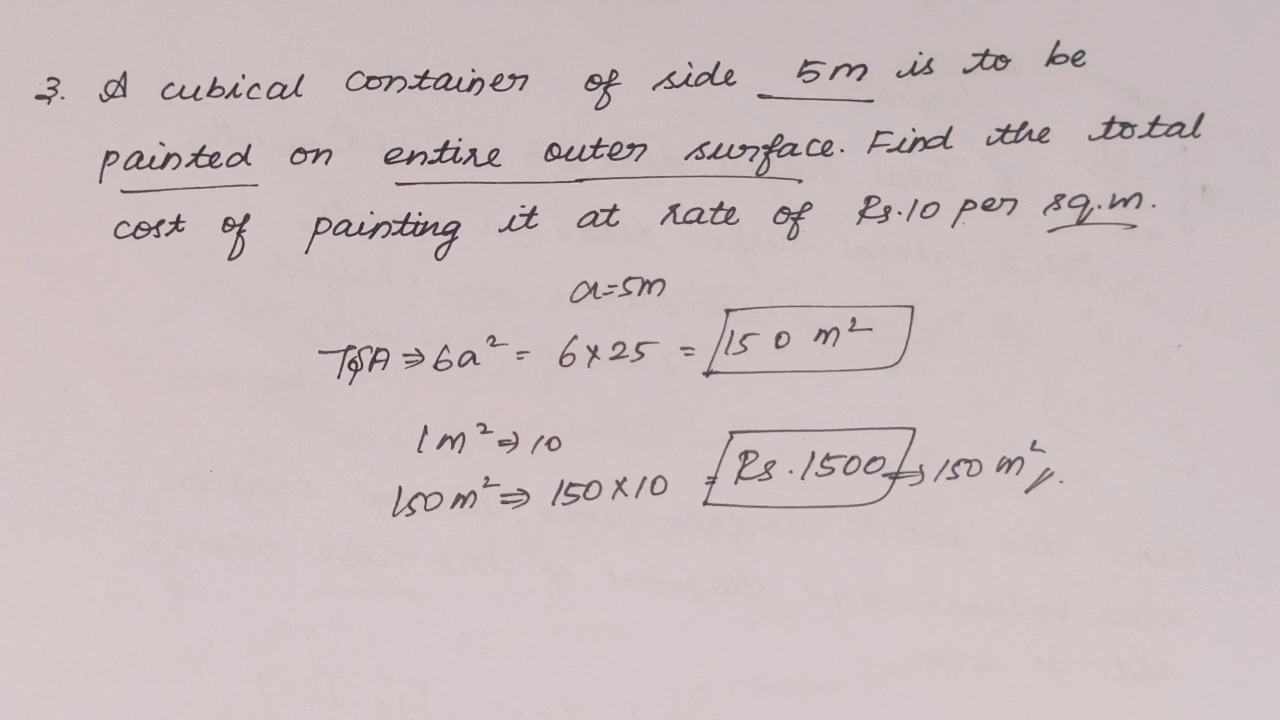 3. A cubical container of side 5m is to be
painted on entire outer surface. Find the total
cost of painting it at rate of Rs.10 per sq.m.
a=5m
TSA ⇒ 6a² = 6×25 = 150 m²
1m² ⇒ 10
150m² ⇒ 150×10 = Rs.1500 → 150 m²